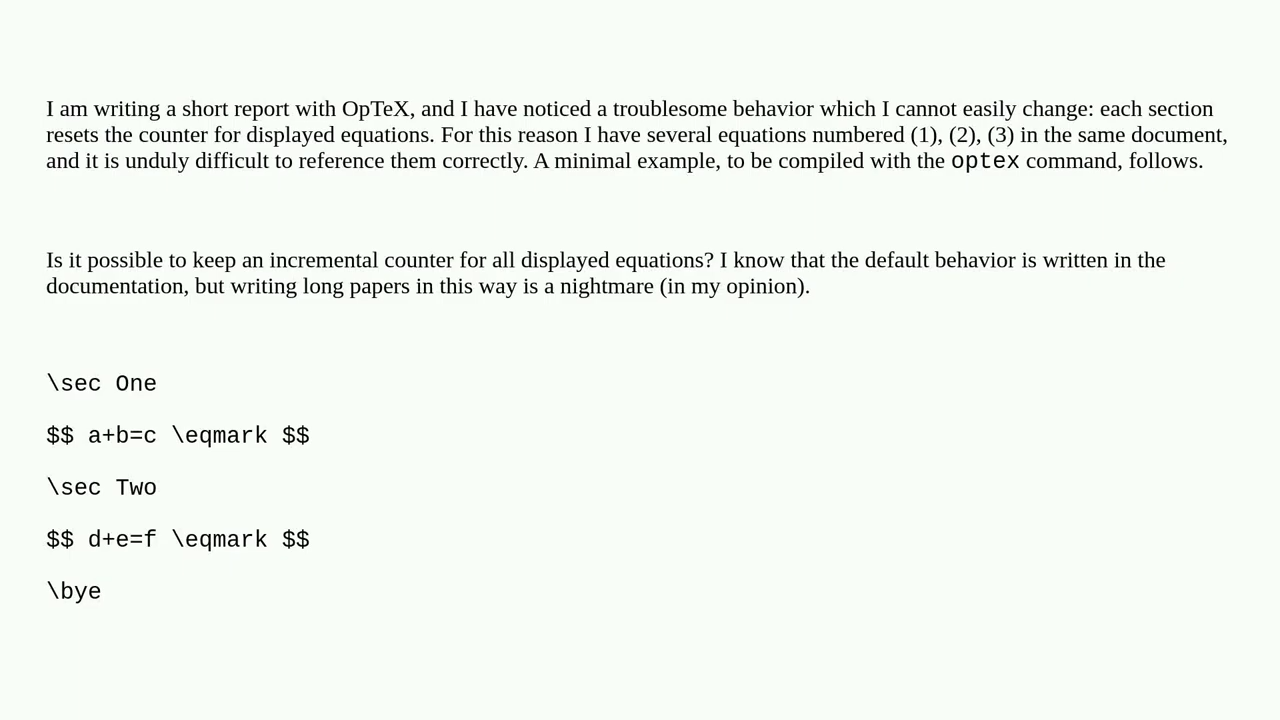 I am writing a short report with OpTeX, and I have noticed a troublesome behavior which I cannot easily change: each section
resets the counter for displayed equations. For this reason I have several equations numbered (1), (2), (3) in the same document,
and it is unduly difficult to reference them correctly. A minimal example, to be compiled with the optex command, follows.
Is it possible to keep an incremental counter for all displayed equations? I know that the default behavior is written in the
documentation, but writing long papers in this way is a nightmare (in my opinion).
\sec One
$$ a+b=c \eqmark $$
\sec Two
$$ d+e=f \eqmark $$
\bye